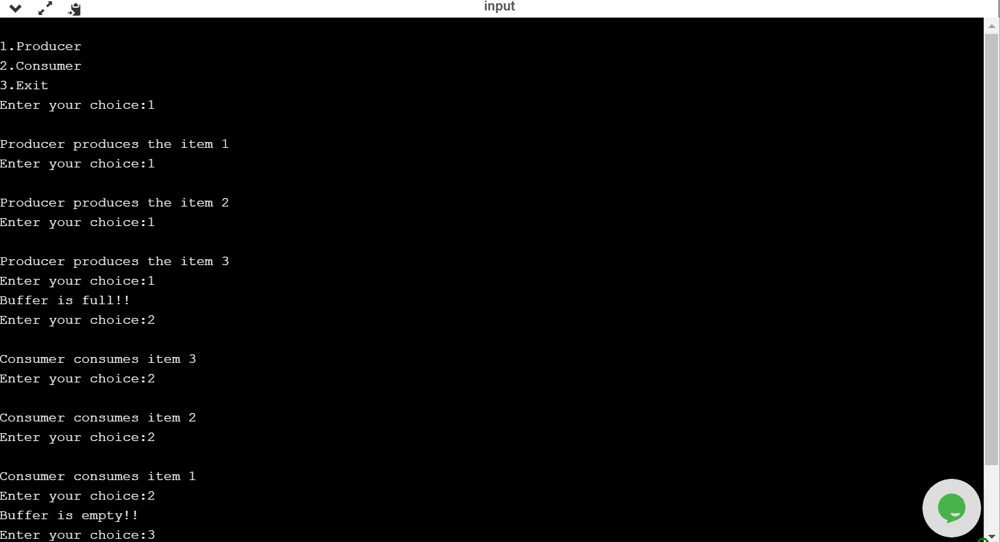 input
1.Producer
2.Consumer
3.Exit
Enter your choice:1
Producer produces the item 1
Enter your choice:1
Producer produces the item 2
Enter your choice:1
Producer produces the item 3
Enter your choice:1
Buffer is full!!
Enter your choice:2
Consumer consumes item 3
Enter your choice:2
Consumer consumes item 2
Enter your choice:2
Consumer consumes item 1
Enter your choice:2
Buffer is empty!!
Enter your choice:3